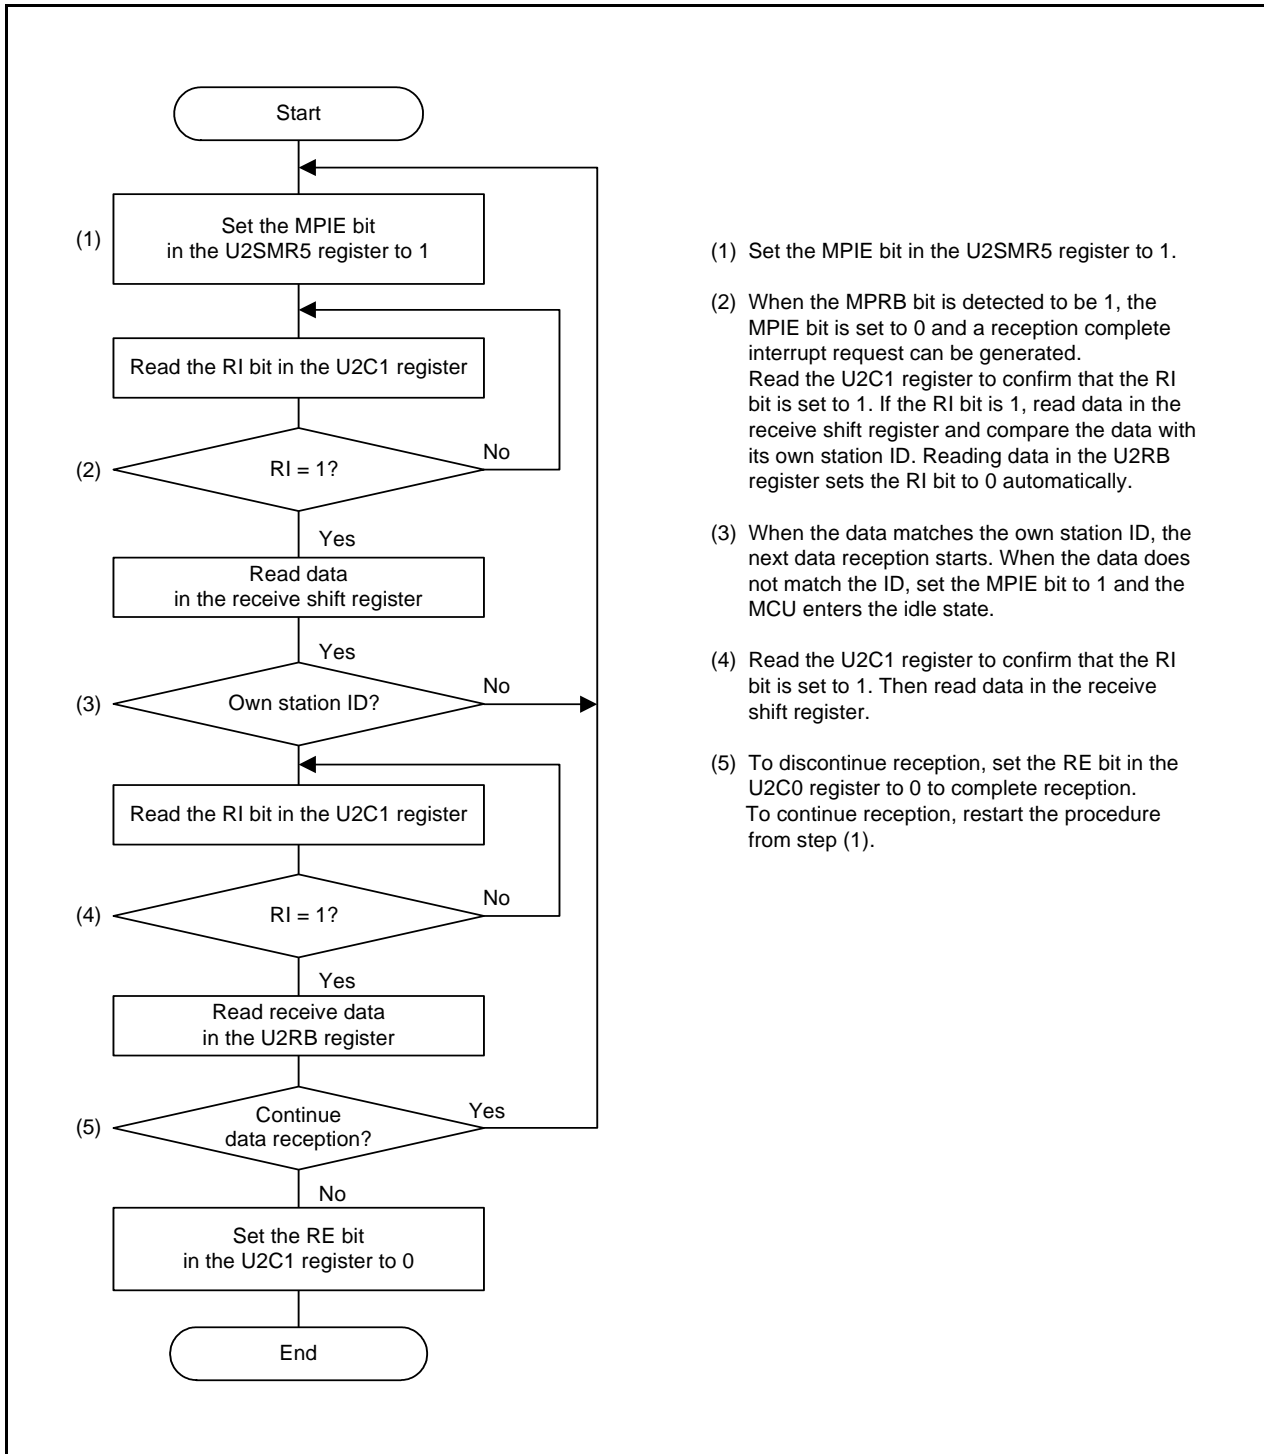 Start
(1)
Set the MPIE bit
in the U2SMR5 register to 1
Read the RI bit in the U2C1 register
(2)
RI = 1?
No
Yes
Read data
in the receive shift register
Yes
(3)
Own station ID?
No
Read the RI bit in the U2C1 register
(4)
RI = 1?
No
Yes
Read receive data
in the U2RB register
(5)
Continue
data reception?
Yes
No
Set the RE bit
in the U2C1 register to 0
End
(1) Set the MPIE bit in the U2SMR5 register to 1.
(2) When the MPRB bit is detected to be 1, the
MPIE bit is set to 0 and a reception complete
interrupt request can be generated.
Read the U2C1 register to confirm that the RI
bit is set to 1. If the RI bit is 1, read data in the
receive shift register and compare the data with
its own station ID. Reading data in the U2RB
register sets the RI bit to 0 automatically.
(3) When the data matches the own station ID, the
next data reception starts. When the data does
not match the ID, set the MPIE bit to 1 and the
MCU enters the idle state.
(4) Read the U2C1 register to confirm that the RI
bit is set to 1. Then read data in the receive
shift register.
(5) To discontinue reception, set the RE bit in the
U2C0 register to 0 to complete reception.
To continue reception, restart the procedure
from step (1).